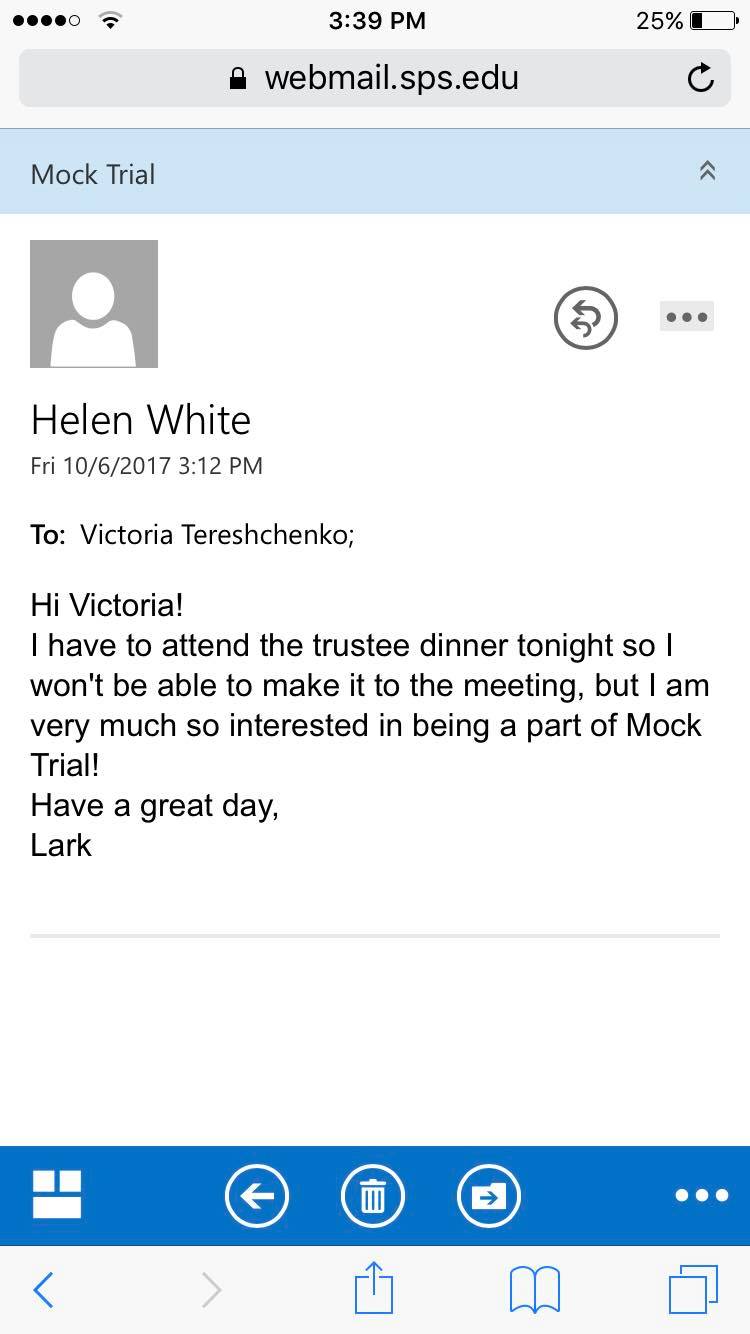 3:39 PM
25%
webmail.sps.edu
Mock Trial
Helen White
Fri 10/6/2017 3:12 PM
To: Victoria Tereshchenko;
Hi Victoria!
I have to attend the trustee dinner tonight so I
won't be able to make it to the meeting, but I am
very much so interested in being a part of Mock
Trial!
Have a great day,
Lark